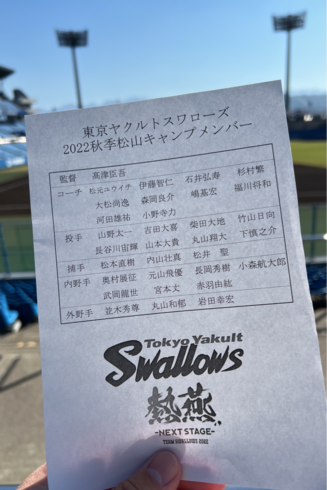 東京ヤクルトスワローズ
2022秋季松山キャンプメンバー
監督 高津臣吾
コーチ 松元ユウイチ 伊藤智仁 石井弘寿 杉村繁
大松尚逸 森岡良介 嶋基宏 福川将和
河田雄祐 小野寺力
投手 山野太一 吉田大喜 柴田大地 竹山日向
長谷川宙輝 山本大貴 丸山翔大 下慎之介
捕手 松本直樹 内山壮真 松井 聖
内野手 奥村展征 元山飛優 長岡秀樹 小森航大郎
武岡龍世 宮本丈 赤羽由紘
外野手 並木秀尊 丸山和郁 岩田幸宏
Tokyo Yakult
Swallows
熱燕
-NEXT STAGE-
TEAM SWALLOWS 2022